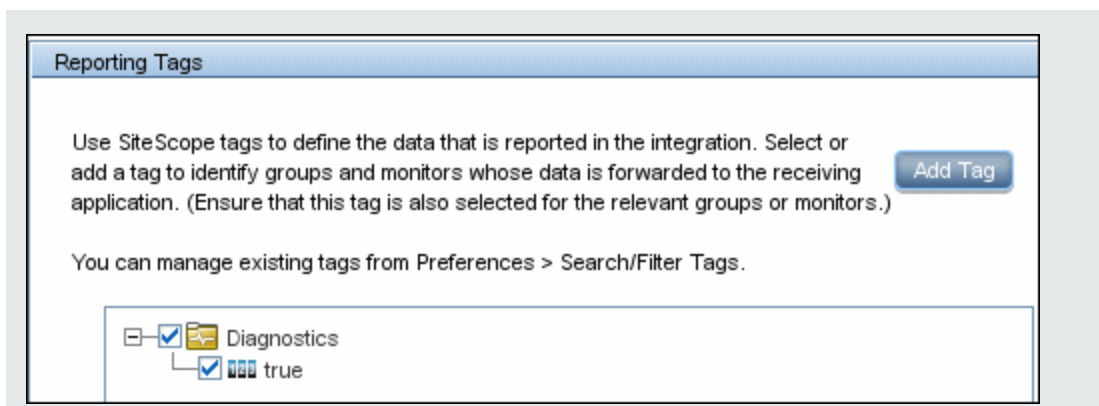 Reporting Tags
Use SiteScope tags to define the data that is reported in the integration. Select or
add a tag to identify groups and monitors whose data is forwarded to the receiving
application. (Ensure that this tag is also selected for the relevant groups or monitors.)
Add Tag
You can manage existing tags from Preferences > Search/Filter Tags.
Diagnostics
true